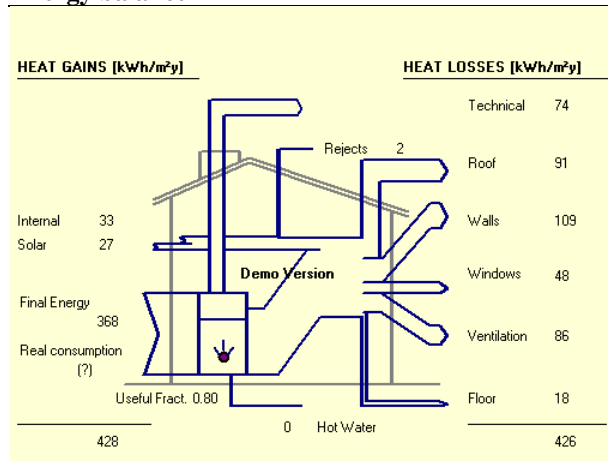 HEAT GAINS [kWh/m²y]
HEAT LOSSES [kWh/m²y]
Technical 74
Rejects 2
Roof 91
Internal 33
Walls 109
Solar 27
Demo Version
Windows 48
Final Energy
368
Real consumption
(?)
Ventilation 86
Useful Fract. 0.80
Floor 18
0 Hot Water
428
426